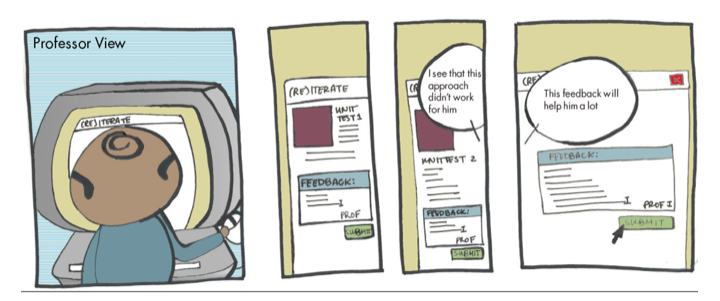 Professor View
(RE)ITERATE
(RE)ITERATE
UNIT
TEST 1
FEEDBACK:
PROF
SUBMIT
I see that this
approach
didn't work
for him
UNIT TEST 2
FEEDBACK:
PROF
SUBMIT
(RE)
This feedback will
help him a lot
FEEDBACK:
PROF I
SUBMIT